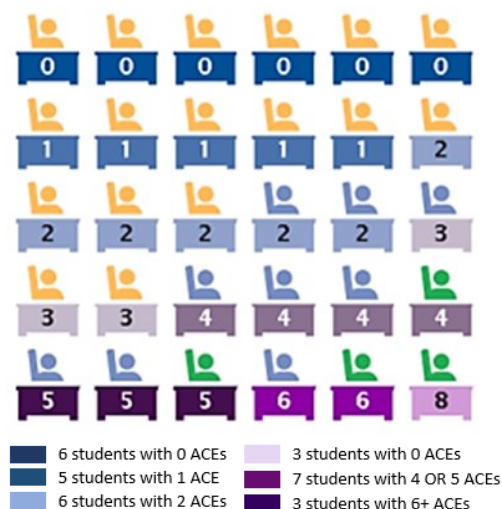 0 0 0 0 0 0
1 1 1 1 1 2
2 2 2 2 2 3
3 3 4 4 4 4
5 5 5 6 6 8
6 students with 0 ACEs
5 students with 1 ACE
6 students with 2 ACEs
3 students with 0 ACEs
7 students with 4 OR 5 ACEs
3 students with 6+ ACEs